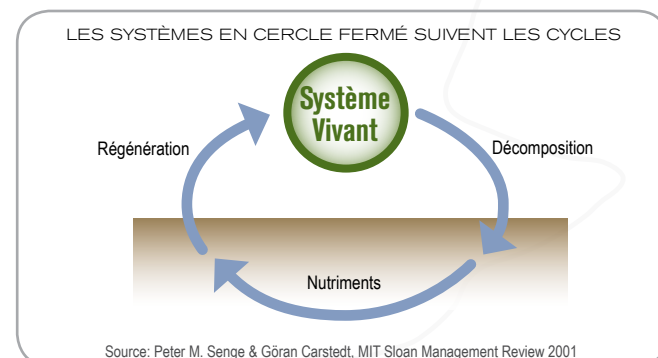 LES SYSTÈMES EN CERCLE FERMÉ SUIVENT LES CYCLES
Système
Vivant
Régénération
Décomposition
Nutriments
Source: Peter M. Senge & Göran Carstedt, MIT Sloan Management Review 2001